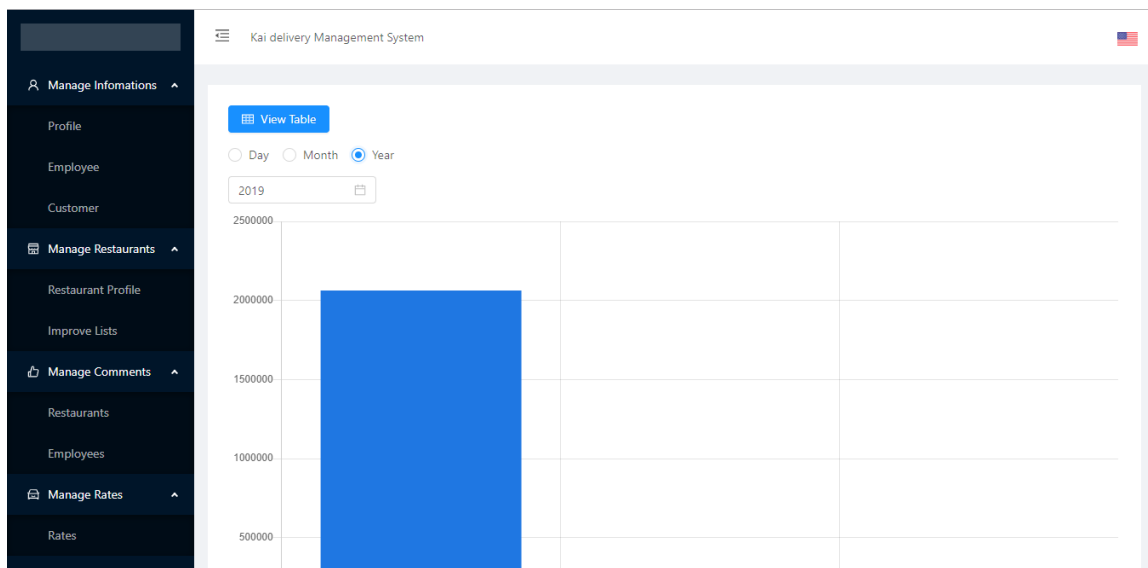 Kai delivery Management System
Manage Infomations
Profile
Employee
Customer
Manage Restaurants
Restaurant Profile
Improve Lists
Manage Comments
Restaurants
Employees
Manage Rates
Rates
View Table
Day Month Year
2019
2500000
2000000
1500000
1000000
500000